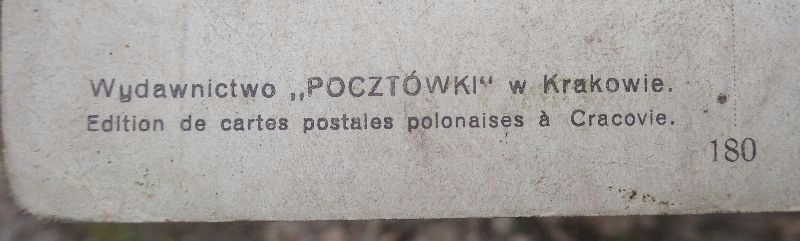 Wydawnictwo „POCZTÓWKI“ w Krakowie.
Edition de cartes postales polonaises à Cracovie.
180